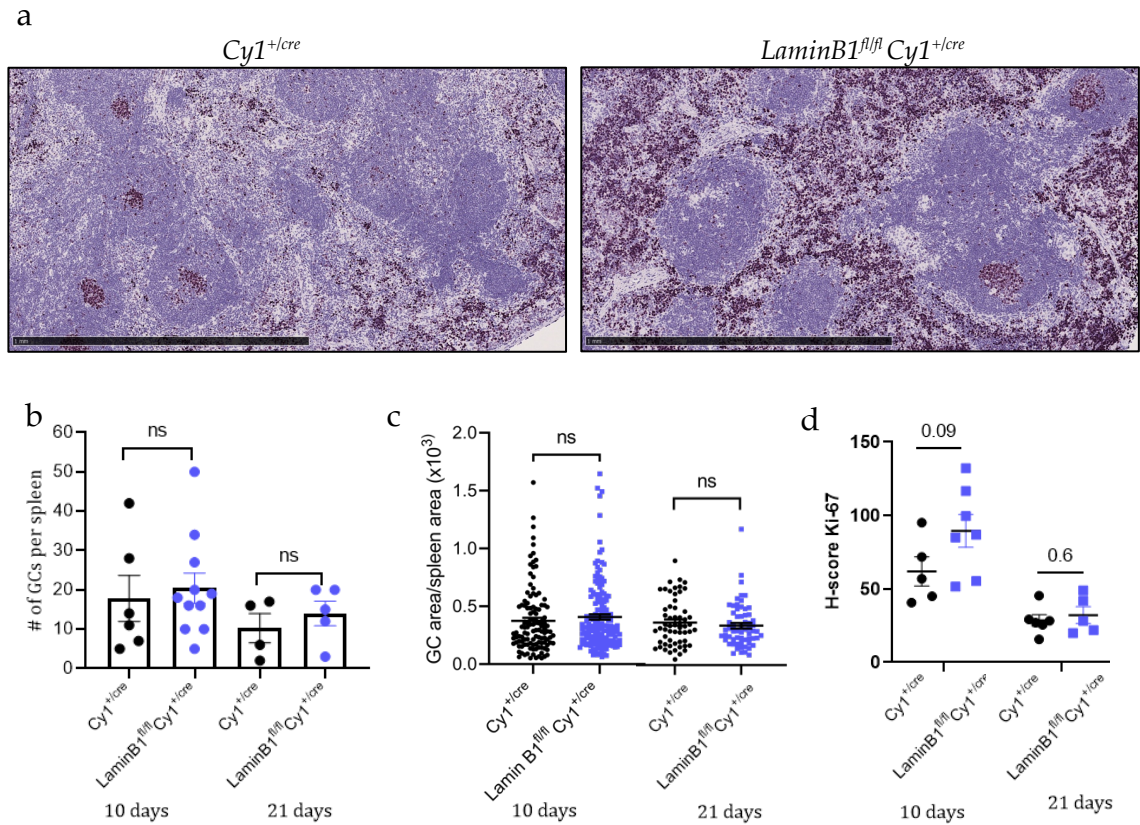 a
Cy1+/cre
LaminB1fl/fl Cy1+/cre
1 mm
1 mm
b
# of GCs per spleen
60
50
40
30
20
10
0
ns
ns
Cy1+/cre
LaminB1fl/fl Cy1+/cre
Cy1+/cre
LaminB1fl/fl Cy1+/cre
10 days
21 days
c
GC area/spleen area (x10³)
2.0
1.5
1.0
0.5
0.0
ns
ns
Cy1+/cre
Lamin B1fl/fl Cy1+/cre
Cy1+/cre
LaminB1fl/fl Cy1+/cre
10 days
21 days
d
H-score Ki-67
150
100
50
0
0.09
0.6
Cy1+/cre
LaminB1fl/fl Cy1+/cre
Cy1+/cre
LaminB1fl/fl Cy1+/cre
10 days
21 days